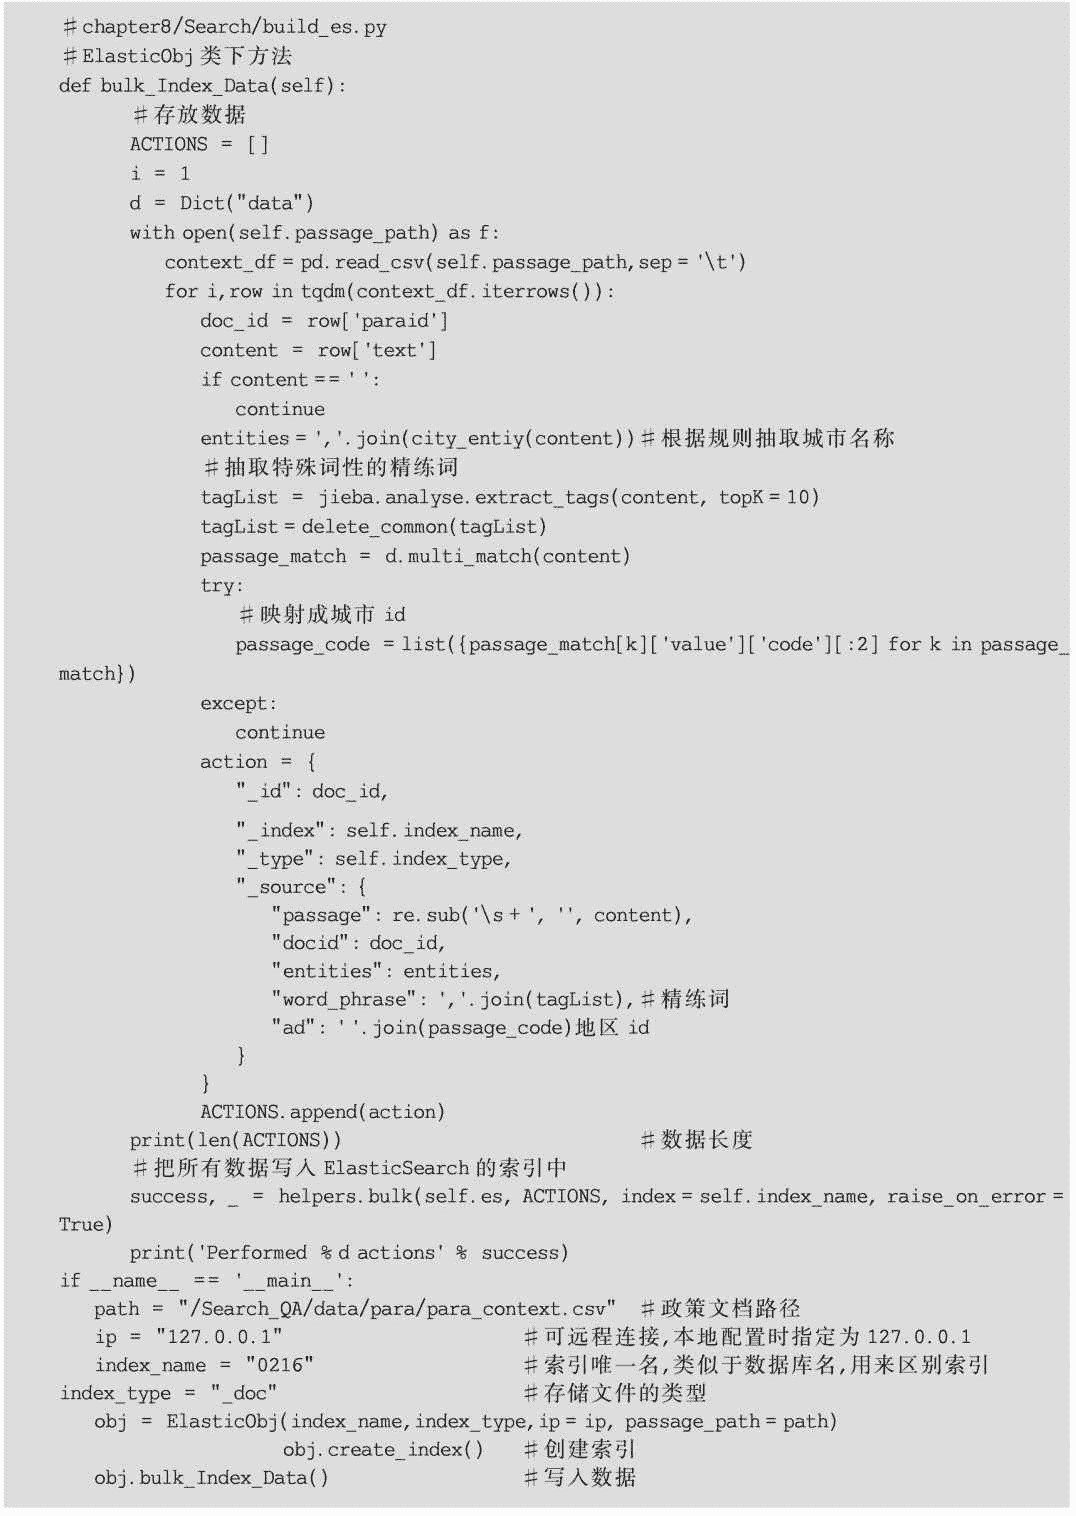 #chapter8/Search/build_es.py
#ElasticObj 类下方法
def bulk_Index_Data(self):
#存放数据
ACTIONS = []
i = 1
d = Dict("data")
with open(self.passage_path) as f:
context_df = pd.read_csv(self.passage_path,sep = '\t')
for i,row in tqdm(context_df.iterrows()):
doc_id = row['paraid']
content = row['text']
if content == ' ':
continue
entities = ','.join(city_entiy(content)) #根据规则抽取城市名称
#抽取特殊词性的精练词
tagList = jieba.analyse.extract_tags(content, topK = 10)
tagList = delete_common(tagList)
passage_match = d.multi_match(content)
try:
#映射成城市 id
passage_code = list({passage_match[k]['value']['code'][:2] for k in passage_
match})
except:
continue
action = {
"_id": doc_id,
"_index": self.index_name,
"_type": self.index_type,
"_source": {
"passage": re.sub('\s + ', '', content),
"docid": doc_id,
"entities": entities,
"word_phrase": ','.join(tagList), #精练词
"ad": ' '.join(passage_code)地区 id
}
}
ACTIONS.append(action)
print(len(ACTIONS)) #数据长度
#把所有数据写入 ElasticSearch 的索引中
success, _ = helpers.bulk(self.es, ACTIONS, index = self.index_name, raise_on_error =
True)
print('Performed % d actions' % success)
if __name__ == '__main__':
path = "/Search_QA/data/para/para_context.csv" #政策文档路径
ip = "127.0.0.1" #可远程连接,本地配置时指定为 127.0.0.1
index_name = "0216" #索引唯一名,类似于数据库名,用来区别索引
index_type = "_doc" #存储文件的类型
obj = ElasticObj(index_name,index_type,ip = ip, passage_path = path)
obj.create_index() #创建索引
obj.bulk_Index_Data() #写入数据